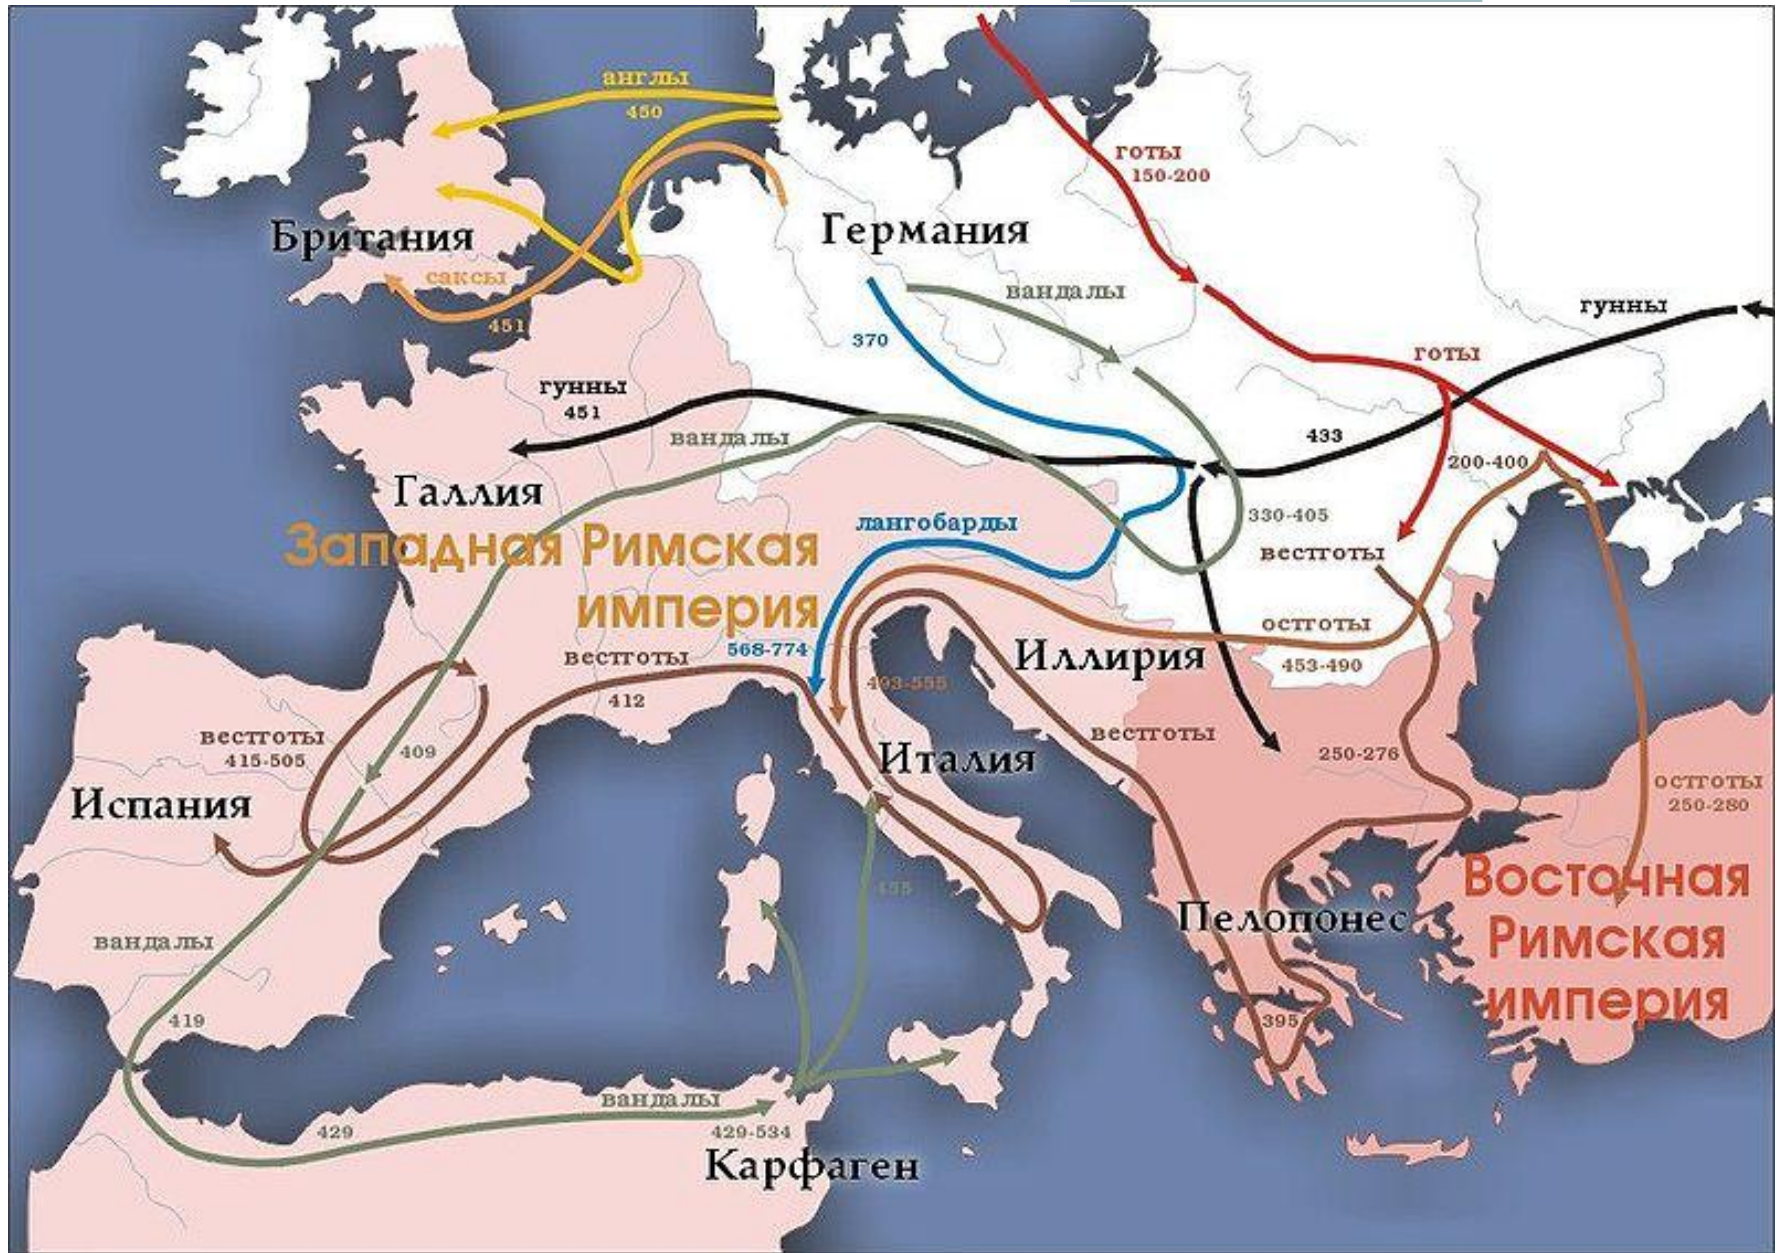 англы
450
готы
150-200
Британия
Германия
саксы
451
вандалы
гунны
370
готы
гунны
451
433
вандалы
200-400
Галлия
330-405
лангобарды
вестготы
Западная Римская
империя
остготы
453-490
568-774
вестготы
412
Иллирия
493-555
вестготы
415-505
409
вестготы
250-276
Италия
остготы
250-280
Испания
455
Восточная
Римская
империя
Пелопонес
вандалы
419
395
вандалы
429
429-534
Карфаген